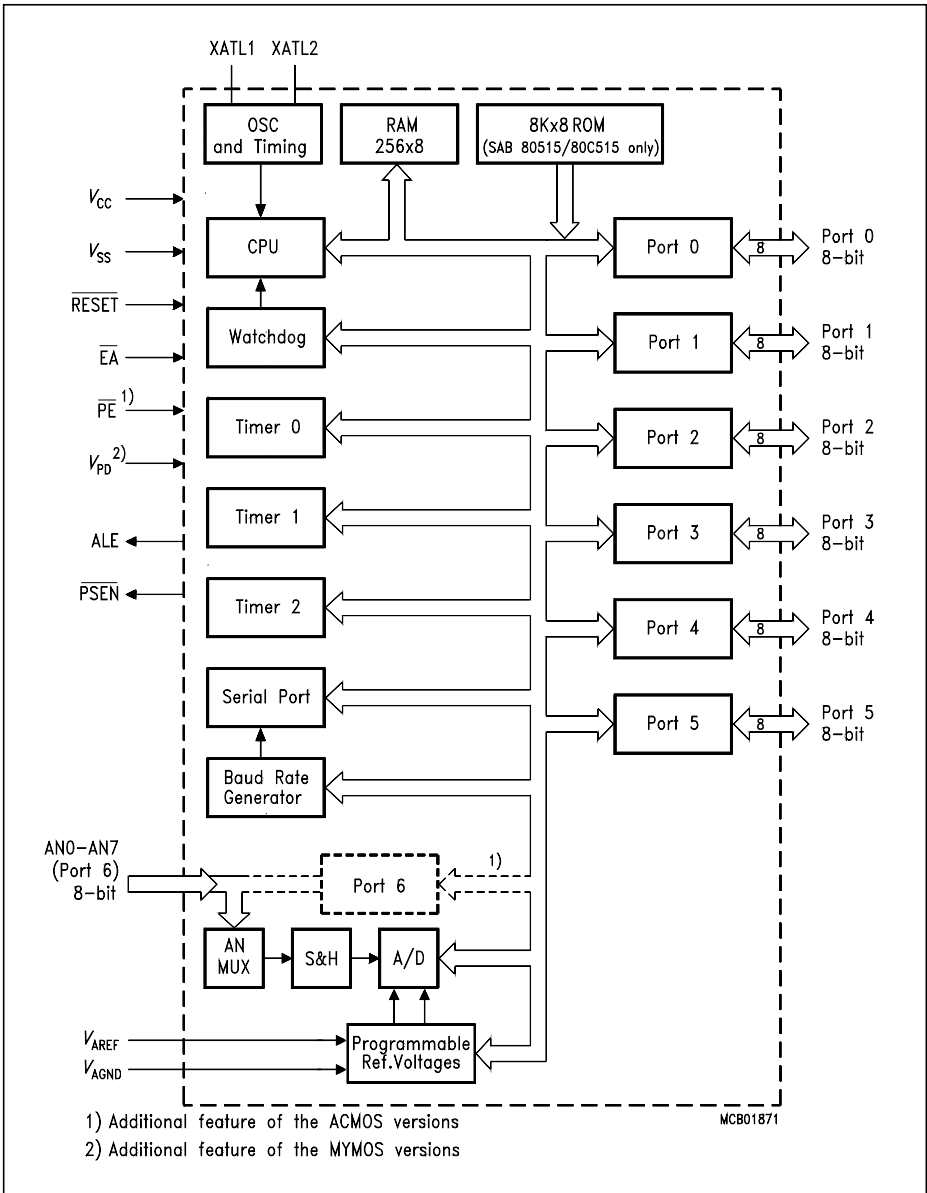 XATL1 XATL2
OSC
and Timing
RAM
256x8
8Kx8 ROM
(SAB 80515/80C515 only)
VCC
CPU
Port 0
8
Port 0
8-bit
VSS
RESET
Watchdog
Port 1
8
Port 1
8-bit
EA
PE 1)
Timer 0
Port 2
8
Port 2
8-bit
VPD 2)
Timer 1
Port 3
8
Port 3
8-bit
ALE
PSEN
Timer 2
Port 4
8
Port 4
8-bit
Serial Port
Port 5
8
Port 5
8-bit
Baud Rate
Generator
AN0-AN7
(Port 6)
8-bit
Port 6
1)
AN
MUX
S&H
A/D
VAREF
VAGND
Programmable
Ref.Voltages
1) Additional feature of the ACMOS versions
MCB01871
2) Additional feature of the MYMOS versions